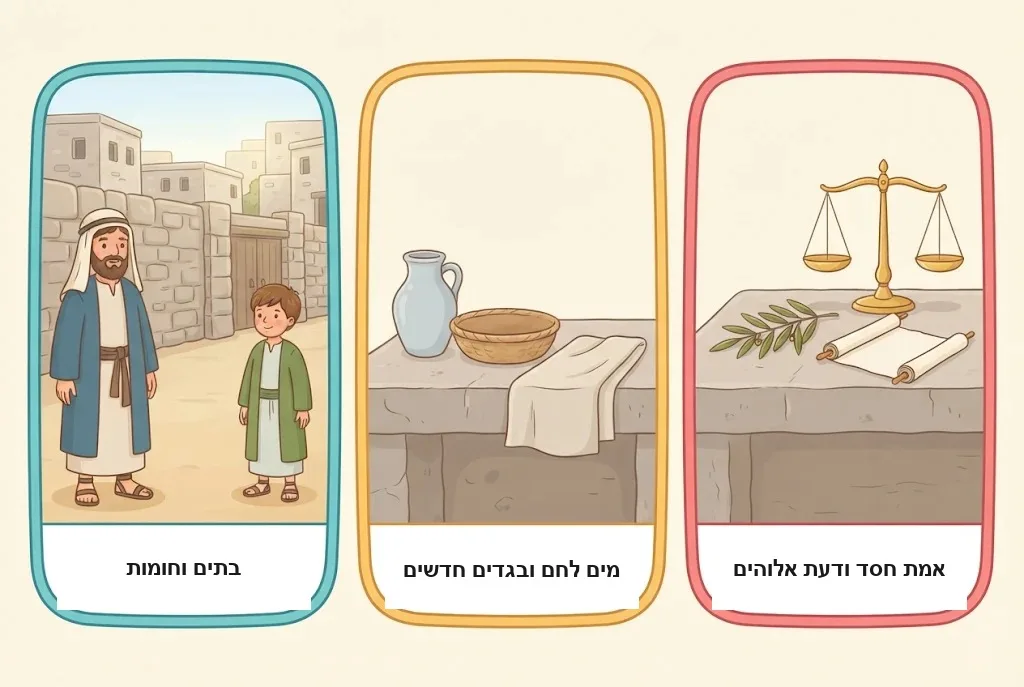 אמת חסד ודעת אלוהים
מים לחם ובגדים חדשים
בתים וחומות